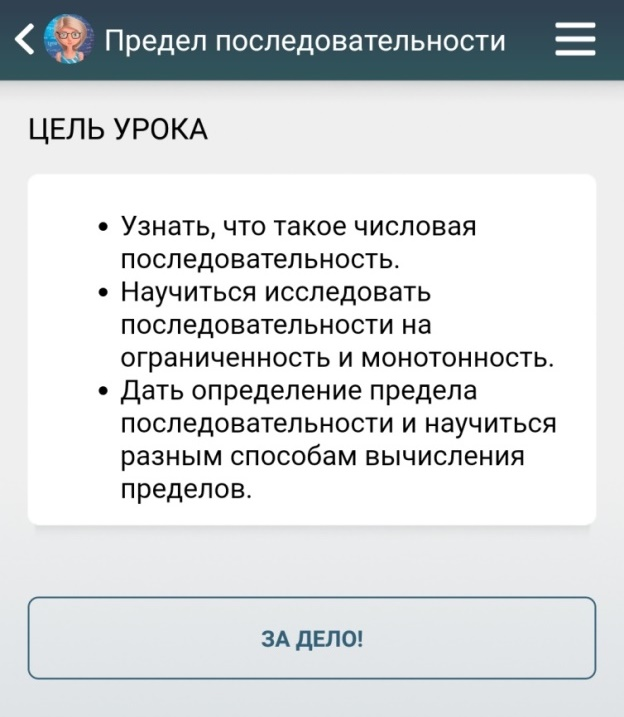 Предел последовательности
ЦЕЛЬ УРОКА
• Узнать, что такое числовая
последовательность.
• Научиться исследовать
последовательности на
ограниченность и монотонность.
• Дать определение предела
последовательности и научиться
разным способам вычисления
пределов.
ЗА ДЕЛО!